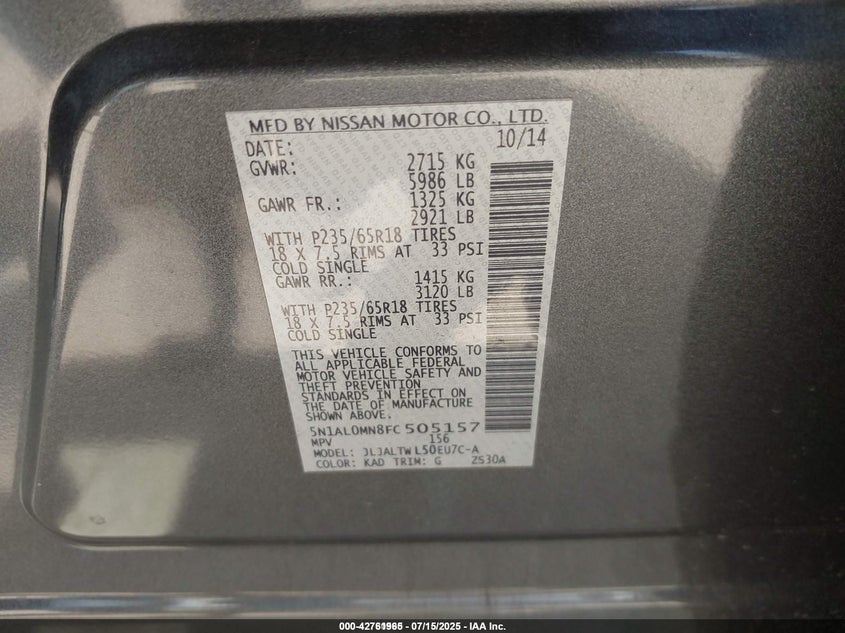 MFD BY NISSAN MOTOR CO., LTD.
DATE: 10/14
GVWR: 2715 KG
5986 LB
GAWR FR.: 1325 KG
2921 LB
WITH P235/65R18 TIRES
18 X 7.5 RIMS AT 33 PSI
COLD SINGLE
GAWR RR.: 1415 KG
3120 LB
WITH P235/65R18 TIRES
18 X 7.5 RIMS AT 33 PSI
COLD SINGLE
THIS VEHICLE CONFORMS TO
ALL APPLICABLE FEDERAL
MOTOR VEHICLE SAFETY AND
THEFT PREVENTION
STANDARDS IN EFFECT ON
THE DATE OF MANUFACTURE
SHOWN ABOVE.
5N1AL0MN8FC505157
MPV 156
MODEL: JLJALTWL50EU7C-A
COLOR: KAD TRIM: G ZS30A
000-42761965 07/15/2025 - IAA Inc.